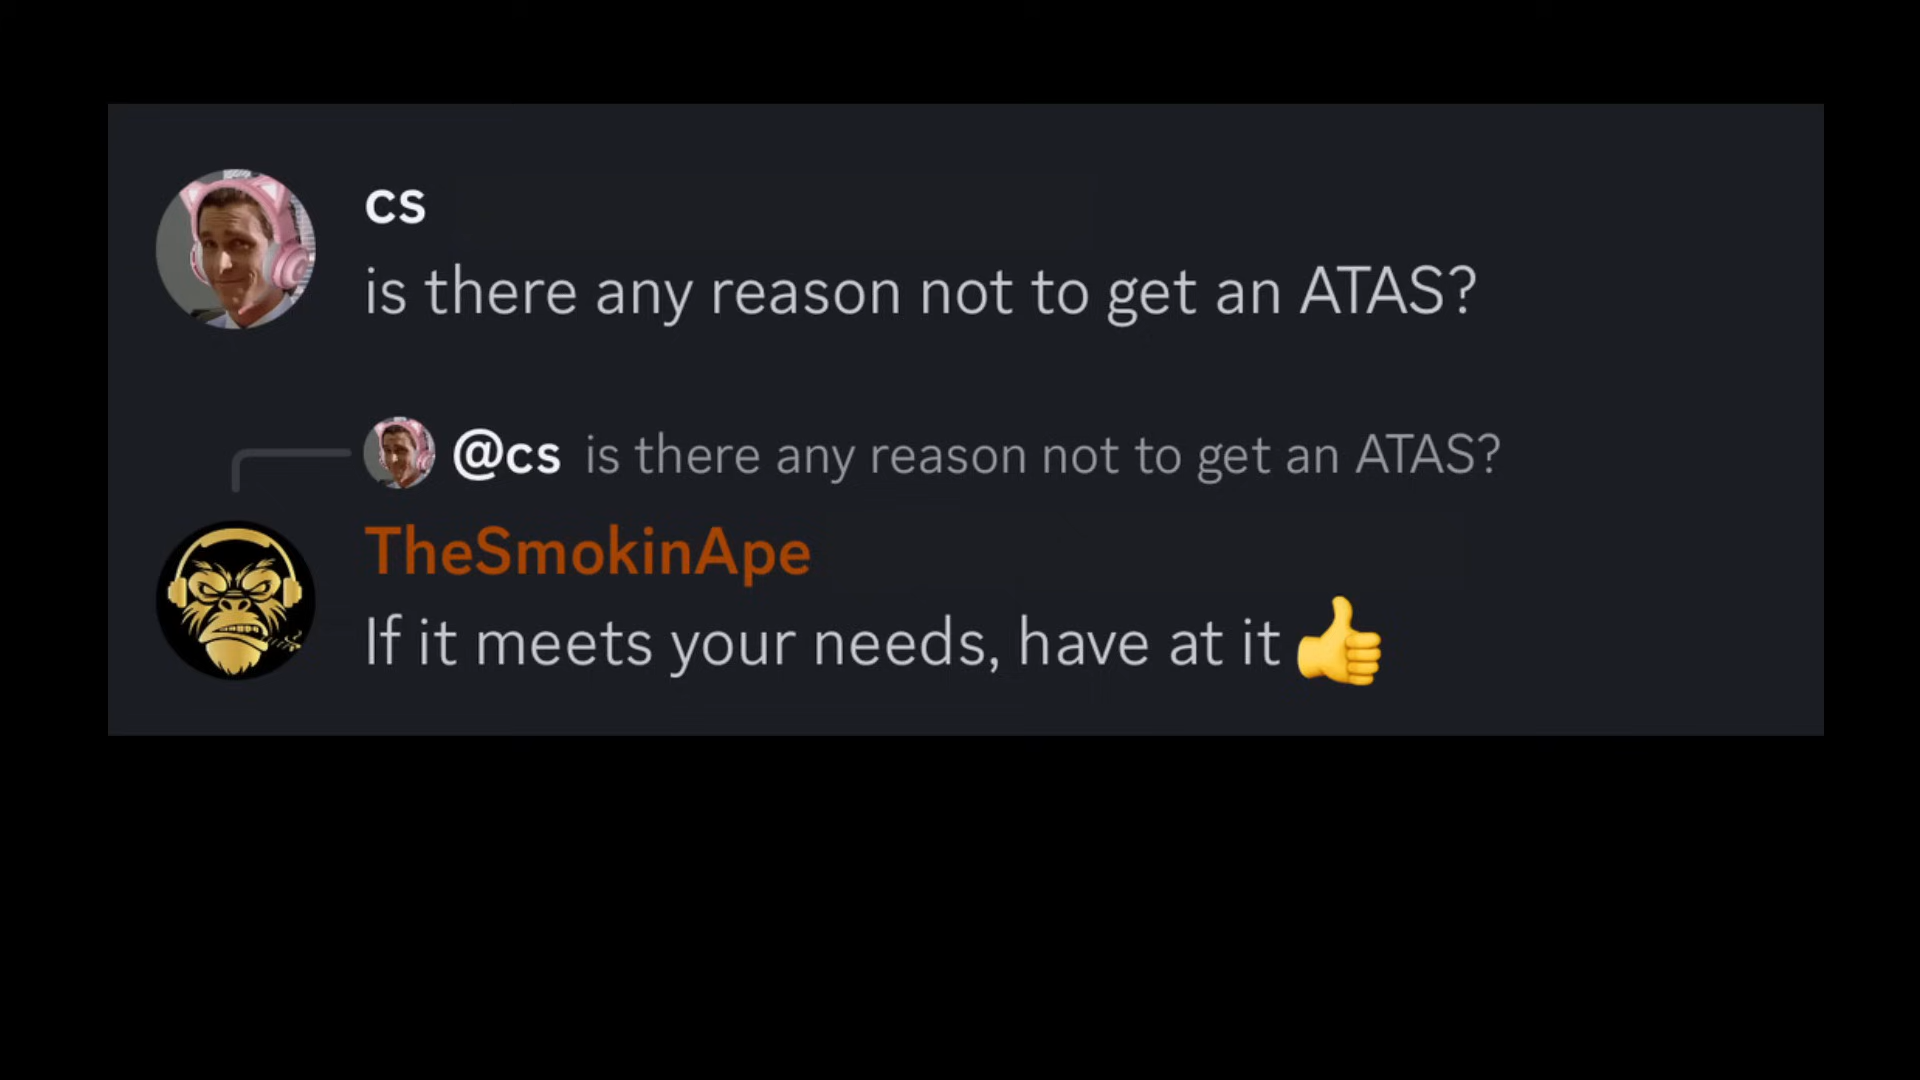 cs
is there any reason not to get an ATAS?
@cs is there any reason not to get an ATAS?
TheSmokinApe
If it meets your needs, have at it 👍